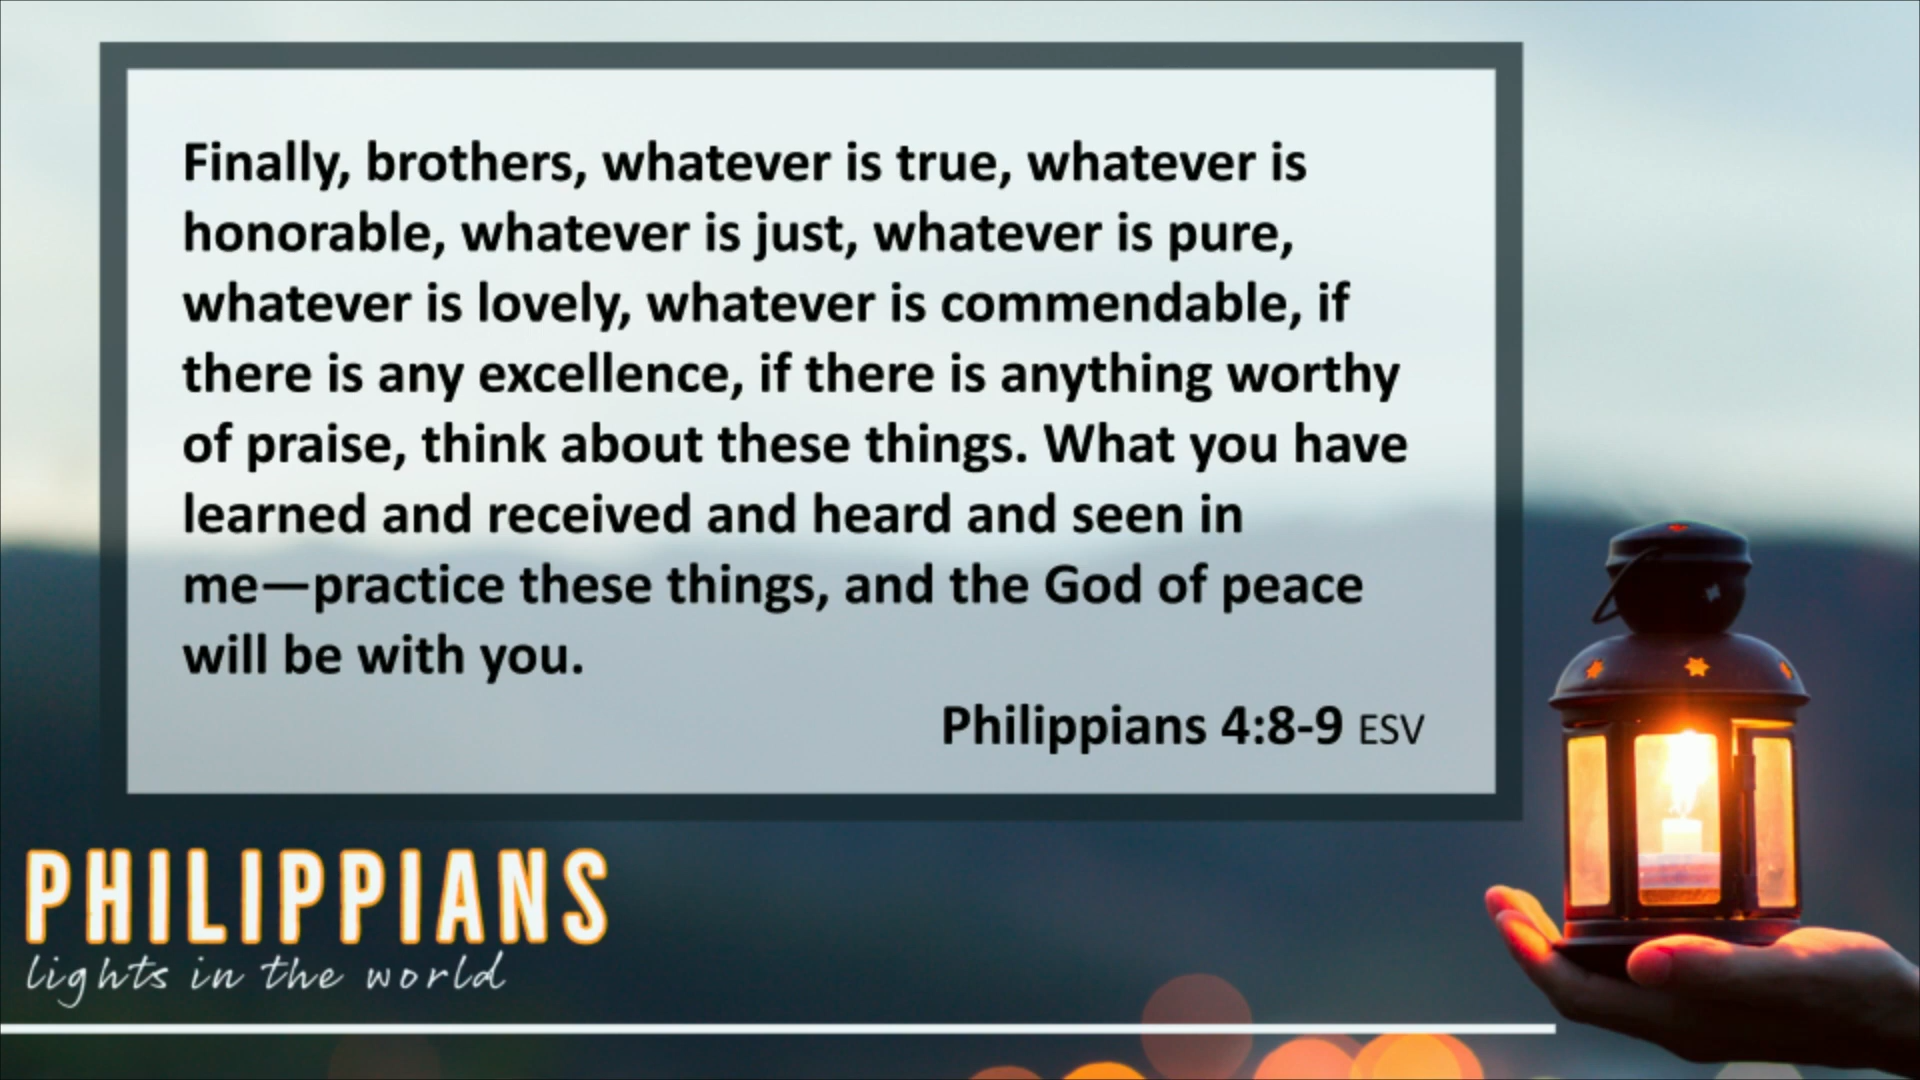 Finally, brothers, whatever is true, whatever is
honorable, whatever is just, whatever is pure,
whatever is lovely, whatever is commendable, if
there is any excellence, if there is anything worthy
of praise, think about these things. What you have
learned and received and heard and seen in
me—practice these things, and the God of peace
will be with you.
Philippians 4:8-9 ESV
PHILIPPIANS
lights in the world